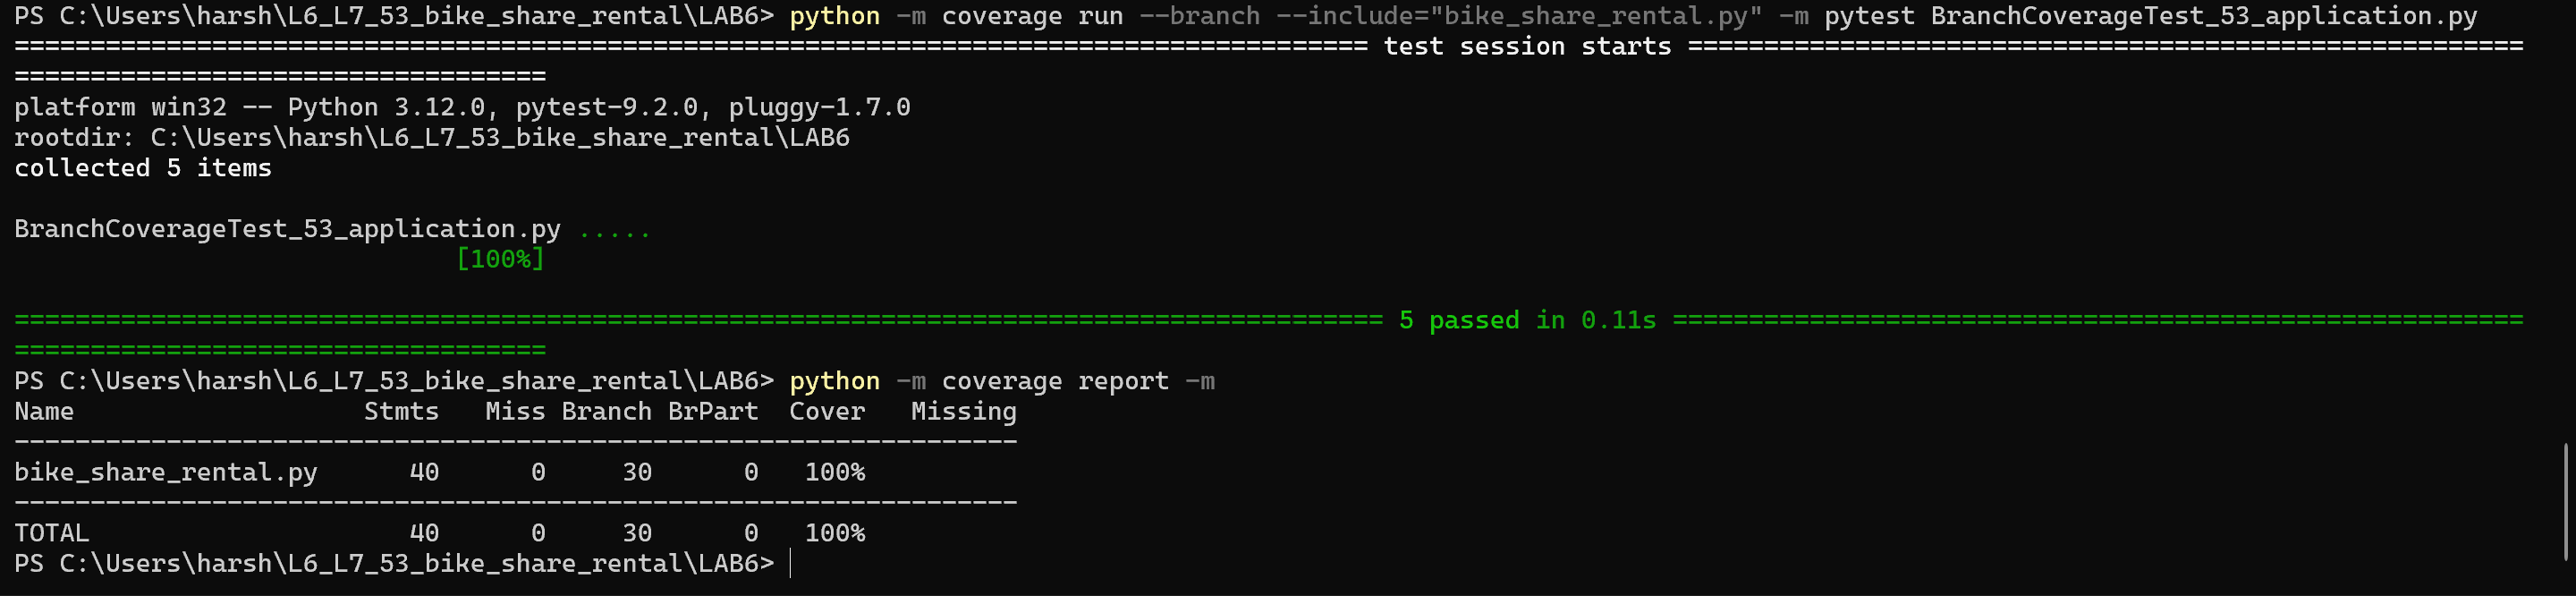 PS C:\Users\harsh\L6_L7_53_bike_share_rental\LAB6> python -m coverage run --branch --include="bike_share_rental.py" -m pytest BranchCoverageTest_53_application.py
========================================================================================= test session starts =======================================================
===================================
platform win32 -- Python 3.12.0, pytest-9.2.0, pluggy-1.7.0
rootdir: C:\Users\harsh\L6_L7_53_bike_share_rental\LAB6
collected 5 items
BranchCoverageTest_53_application.py .....
[100%]
========================================================================================== 5 passed in 0.11s ========================================================
===================================
PS C:\Users\harsh\L6_L7_53_bike_share_rental\LAB6> python -m coverage report -m
Name                   Stmts   Miss Branch BrPart  Cover   Missing
------------------------------------------------------------------
bike_share_rental.py      40      0     30      0   100%
------------------------------------------------------------------
TOTAL                     40      0     30      0   100%
PS C:\Users\harsh\L6_L7_53_bike_share_rental\LAB6>